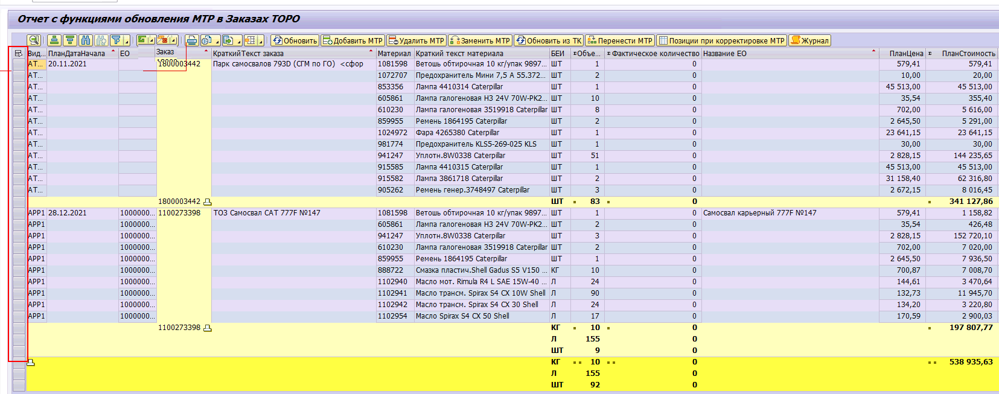 Отчет с функциями обновления МТР в Заказах ТОРО
Обновить Добавить МТР Удалить МТР Заменить МТР Обновить из ТК Перенести МТР Позиции при корректировке МТР Журнал
Вид... ПланДатаНачала ЕО Заказ КраткийТекст заказа Материал Краткий текст материала БЕИ Объе... Фактическое количество Название ЕО ПланЦена ПланСтоимость
АТ... 20.11.2021 1800003442 Парк самосвалов 793D (СГМ по ГО) <сфор 1081598 Ветошь обтирочная 10 кг/упак 9897... ШТ 1 0 579,41 579,41
АТ... 1072707 Предохранитель Мини 7,5 А 55.372... ШТ 2 0 10,00 20,00
АТ... 853356 Лампа 4410314 Caterpillar ШТ 1 0 45 513,00 45 513,00
АТ... 605861 Лампа галогеновая H3 24V 70W-PK2... ШТ 10 0 35,54 355,40
АТ... 610230 Лампа галогеновая 3519918 Caterpillar ШТ 8 0 702,00 5 616,00
АТ... 859955 Ремень 1864195 Caterpillar ШТ 2 0 2 645,50 5 291,00
АТ... 1024972 Фара 4265380 Caterpillar ШТ 1 0 23 641,15 23 641,15
АТ... 981774 Предохранитель KLS5-269-025 KLS ШТ 1 0 30,00 30,00
АТ... 941247 Уплотн.8W0338 Caterpillar ШТ 51 0 2 828,15 144 235,65
АТ... 915585 Лампа 4410315 Caterpillar ШТ 1 0 45 513,00 45 513,00
АТ... 915582 Лампа 3861718 Caterpillar ШТ 2 0 31 158,40 62 316,80
АТ... 905262 Ремень генер.3748497 Caterpillar ШТ 3 0 2 672,15 8 016,45
1800003442 ШТ 83 0 341 127,86
АРР1 28.12.2021 1000000... 1100273398 ТО3 Самосвал CAT 777F №147 1081598 Ветошь обтирочная 10 кг/упак 9897... ШТ 1 0 Самосвал карьерный 777F №147 579,41 1 158,82
АРР1 1000000... 605861 Лампа галогеновая H3 24V 70W-PK2... ШТ 2 0 35,54 426,48
АРР1 1000000... 941247 Уплотн.8W0338 Caterpillar ШТ 3 0 2 828,15 152 720,10
АРР1 1000000... 610230 Лампа галогеновая 3519918 Caterpillar ШТ 2 0 702,00 7 020,00
АРР1 1000000... 859955 Ремень 1864195 Caterpillar ШТ 1 0 2 645,50 7 936,50
АРР1 1000000... 888722 Смазка пластич.Shell Gadus S5 V150 ... КГ 10 0 700,87 7 008,70
АРР1 1000000... 1102940 Масло мот. Rimula R4 L SAE 15W-40 ... Л 24 0 144,61 3 470,64
АРР1 1000000... 1102941 Масло трансм. Spirax S4 CX 10W Shell Л 90 0 132,73 11 945,70
АРР1 1000000... 1102942 Масло трансм. Spirax S4 CX 30 Shell Л 24 0 134,20 3 220,80
АРР1 1000000... 1102954 Масло Spirax S4 CX 50 Shell Л 17 0 170,59 2 900,03
1100273398 КГ 10 0 197 807,77
Л 155 0
ШТ 9 0
КГ 10 0 538 935,63
Л 155 0
ШТ 92 0